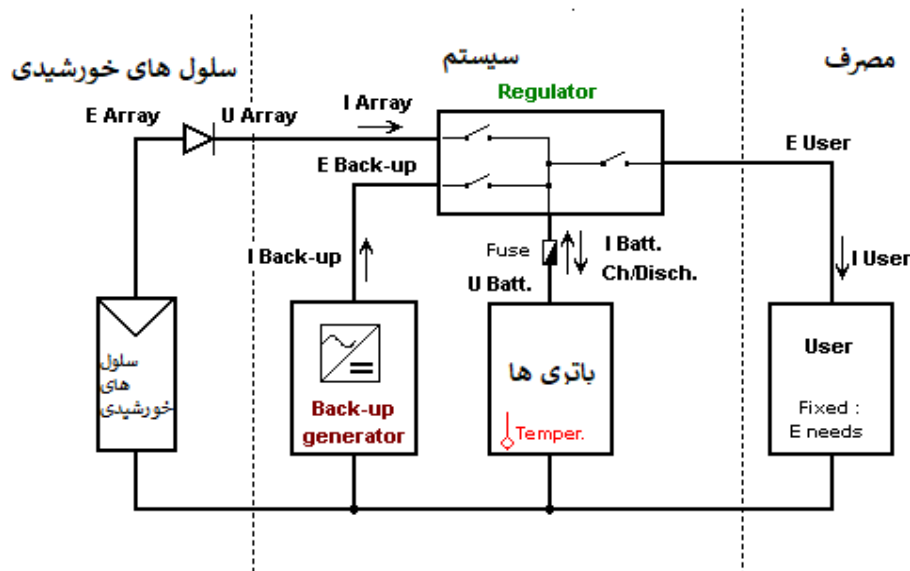 سلول های خورشیدی
سیستم
مصرف
Regulator
I Array
E Array
U Array
E Back-up
E User
I Back-up
Fuse
I Batt.
Ch/Disch.
U Batt.
I User
سلول
های
خورشیدی
Back-up
generator
باتری ها
Temper.
User
Fixed :
E needs